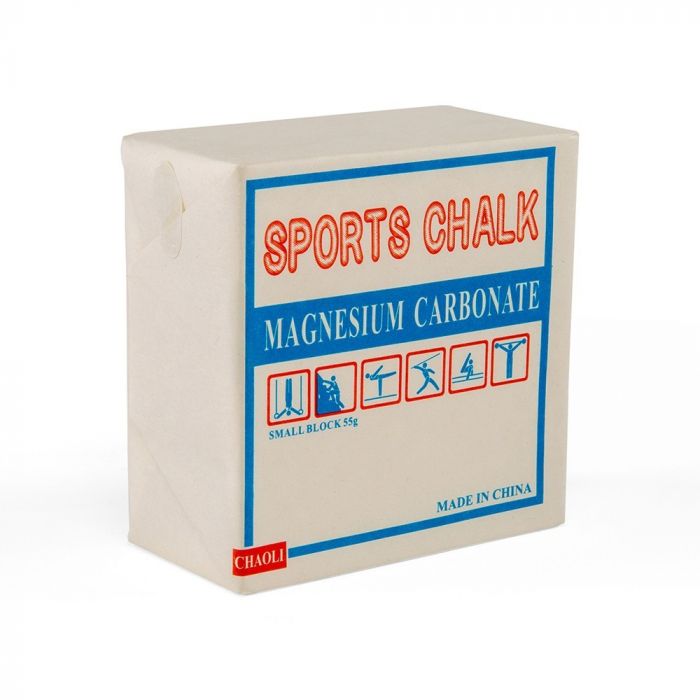 SPORTS CHALK
MAGNESIUM CARBONATE
SMALL BLOCK 55g
MADE IN CHINA
CHAOLI